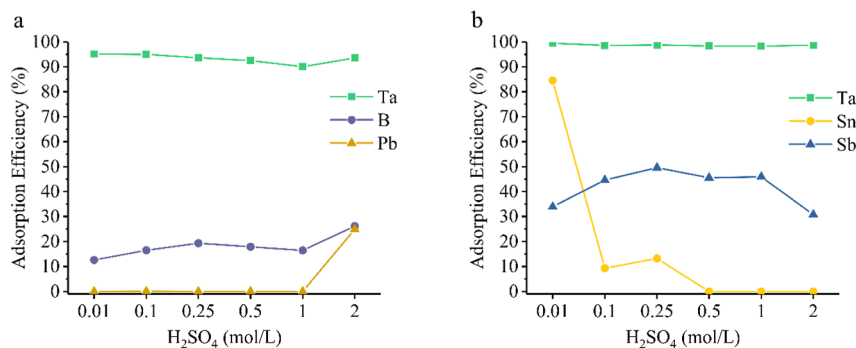 a
Adsorption Efficiency (%)
100
90
80
70
60
50
40
30
20
10
0
Ta
B
Pb
0.01 0.1 0.25 0.5 1 2
H₂SO₄ (mol/L)
b
Adsorption Efficiency (%)
100
90
80
70
60
50
40
30
20
10
0
Ta
Sn
Sb
0.01 0.1 0.25 0.5 1 2
H₂SO₄ (mol/L)